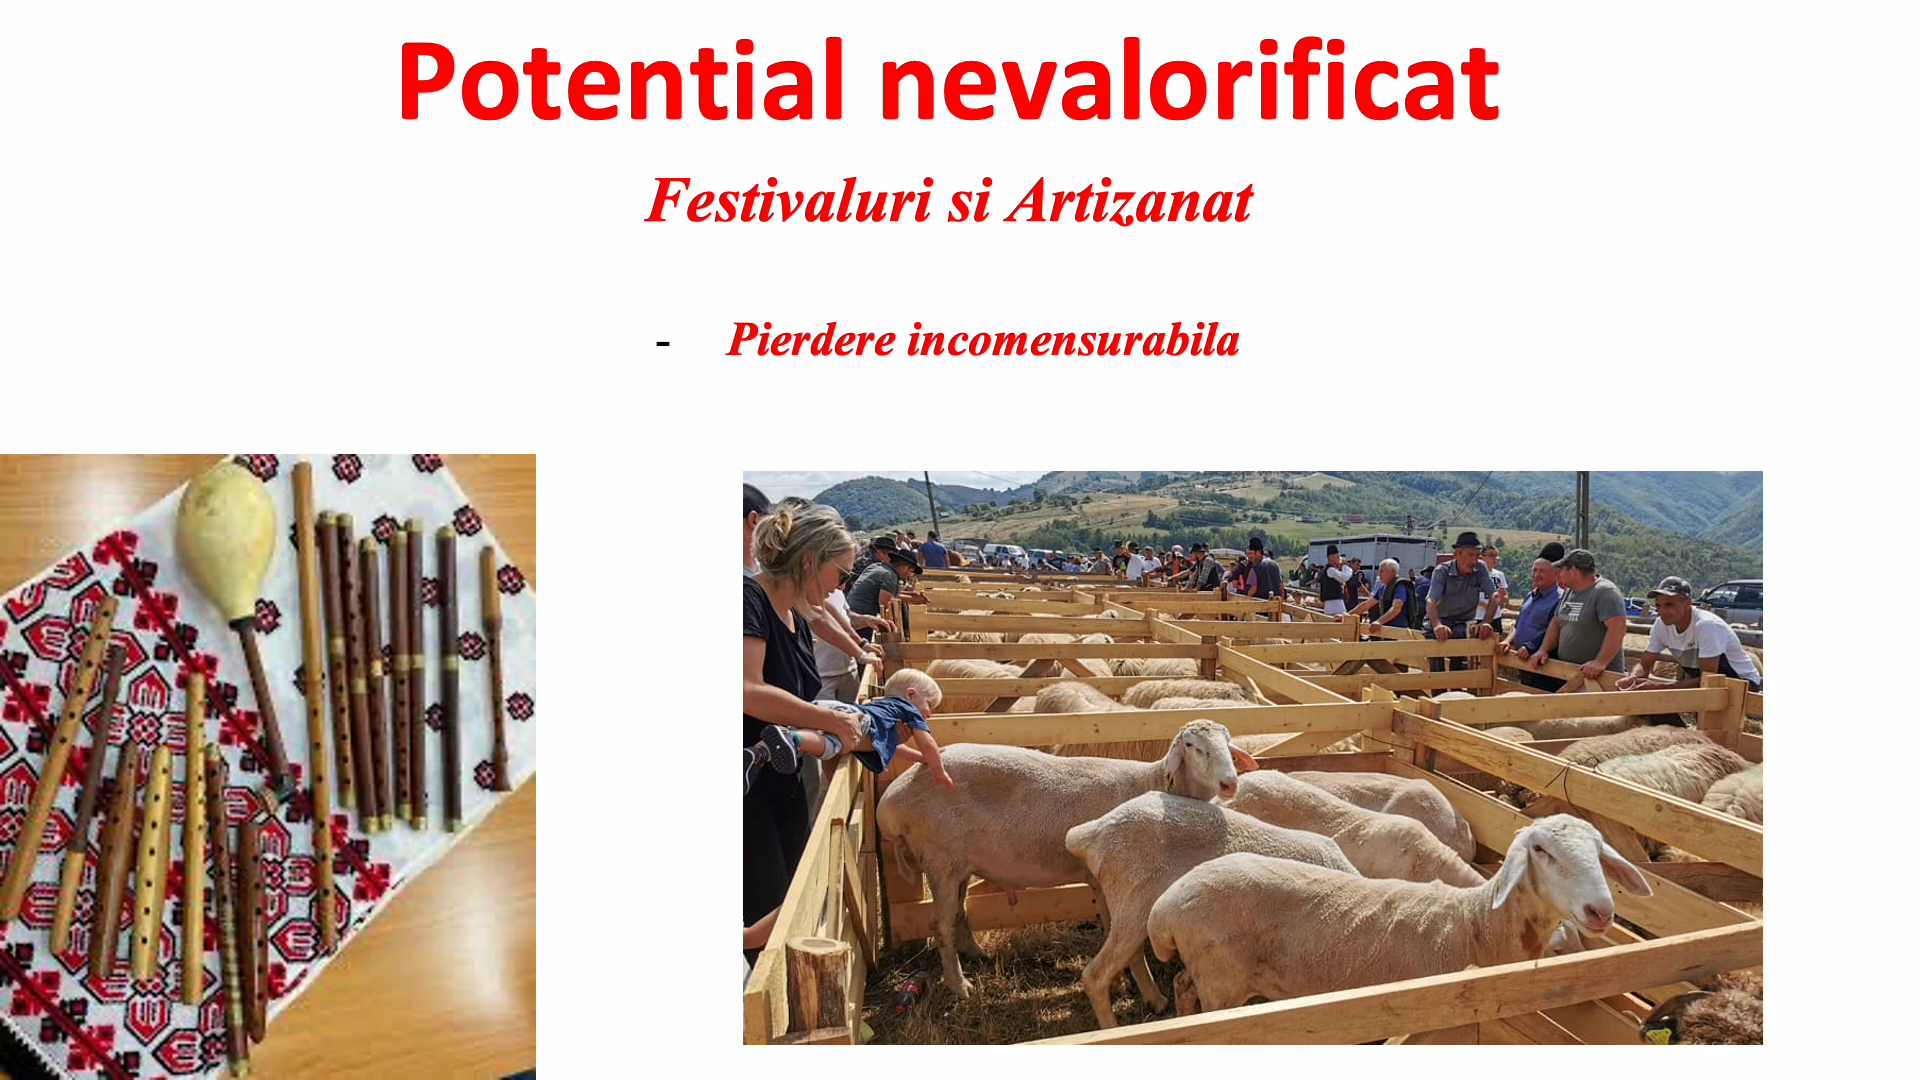 Potential nevalorificat
Festivaluri si Artizanat
- Pierdere incomensurabila